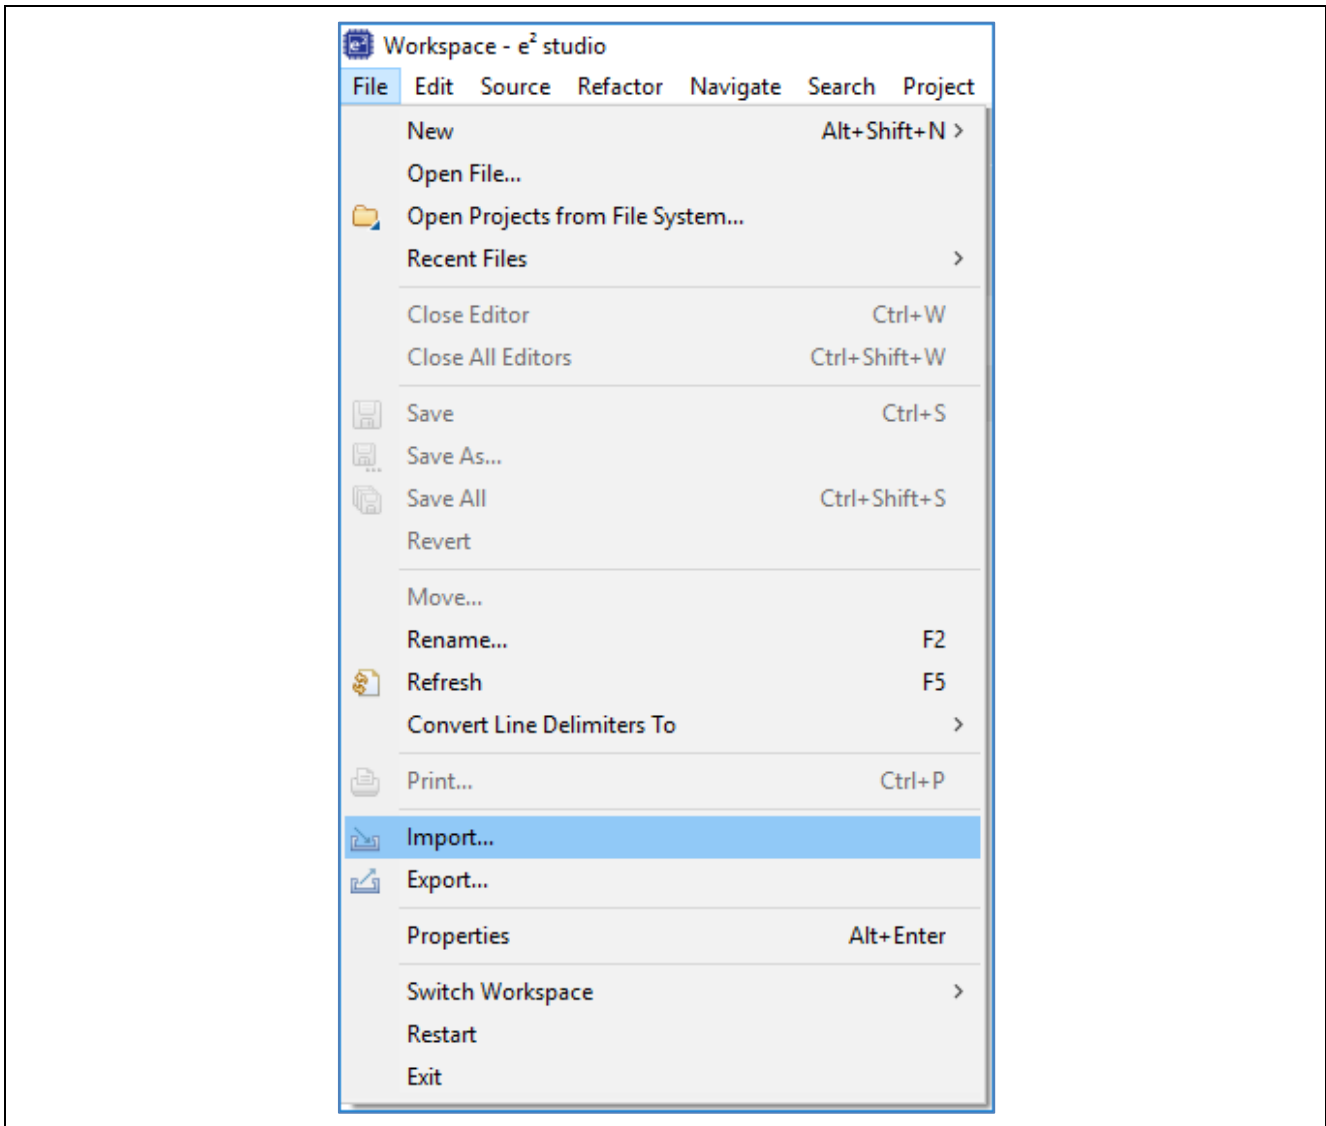 Workspace - e² studio
File Edit Source Refactor Navigate Search Project
New Alt+Shift+N >
Open File...
Open Projects from File System...
Recent Files >
Close Editor Ctrl+W
Close All Editors Ctrl+Shift+W
Save Ctrl+S
Save As...
Save All Ctrl+Shift+S
Revert
Move...
Rename... F2
Refresh F5
Convert Line Delimiters To >
Print... Ctrl+P
Import...
Export...
Properties Alt+Enter
Switch Workspace >
Restart
Exit